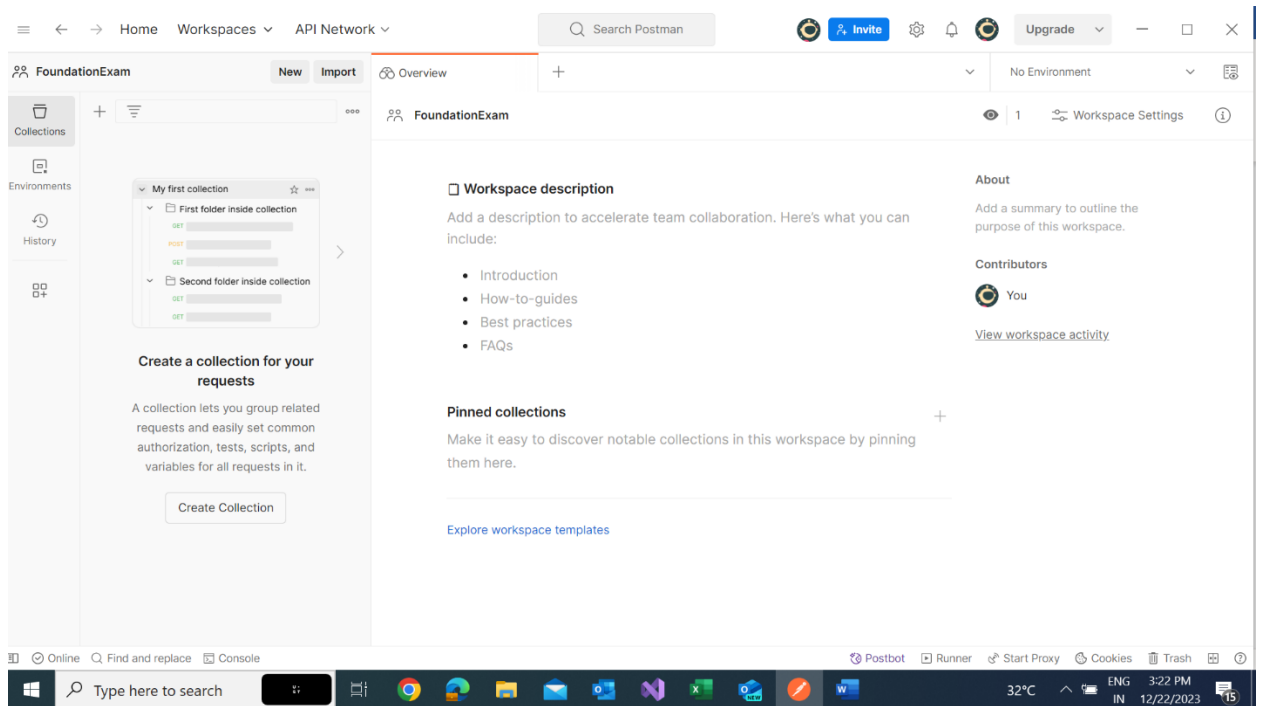 Home Workspaces API Network Search Postman Invite Upgrade
FoundationExam New Import Overview No Environment
Collections
Environments
History
FoundationExam 1 Workspace Settings
My first collection
First folder inside collection
GET
POST
GET
Second folder inside collection
GET
GET
Create a collection for your
requests
A collection lets you group related
requests and easily set common
authorization, tests, scripts, and
variables for all requests in it.
Create Collection
Workspace description
Add a description to accelerate team collaboration. Here's what you can
include:
• Introduction
• How-to-guides
• Best practices
• FAQs
Pinned collections
Make it easy to discover notable collections in this workspace by pinning
them here.
Explore workspace templates
About
Add a summary to outline the
purpose of this workspace.
Contributors
You
View workspace activity
Online Find and replace Console Postbot Runner Start Proxy Cookies Trash
Type here to search 32°C ENG 3:22 PM
IN 12/22/2023 15
NEW